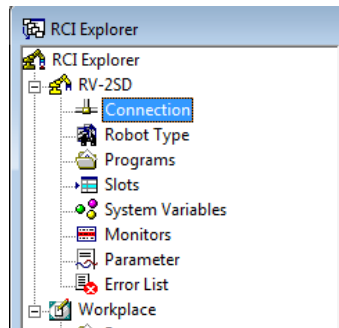 RCI Explorer
RCI Explorer
RV-2SD
Connection
Robot Type
Programs
Slots
System Variables
Monitors
Parameter
Error List
Workplace